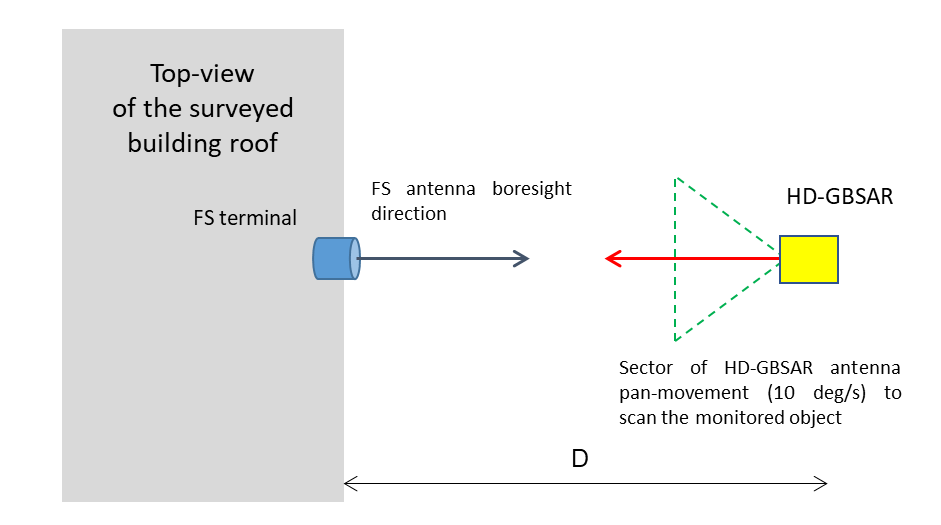 Top-view
of the surveyed
building roof
FS antenna boresight
direction
HD-GBSAR
FS terminal
Sector of HD-GBSAR antenna
pan-movement (10 deg/s) to
scan the monitored object
D